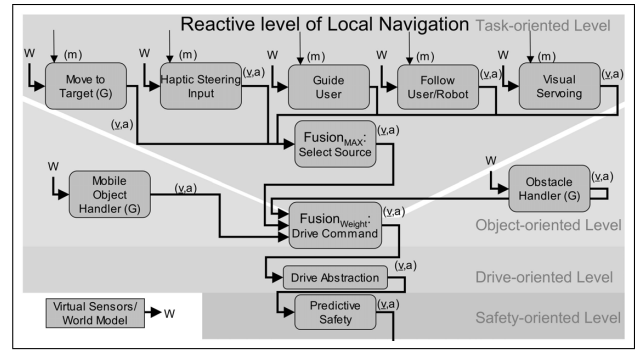 Reactive level of Local Navigation
Task-oriented Level
W (m) W (m) W (m) W (m) W (m)
Move to Target (G)
Haptic Steering Input
Guide User
Follow User/Robot
Visual Servoing
(v,a) (v,a) (v,a) (v,a)
(v,a)
FusionMAX:
Select Source
(v,a)
W
Mobile Object Handler (G)
(v,a)
W
Obstacle Handler (G)
(v,a)
FusionWeight:
Drive Command
(v,a)
Object-oriented Level
Drive Abstraction
(v,a)
Drive-oriented Level
Virtual Sensors/
World Model
W
Predictive
Safety
(v,a)
Safety-oriented Level